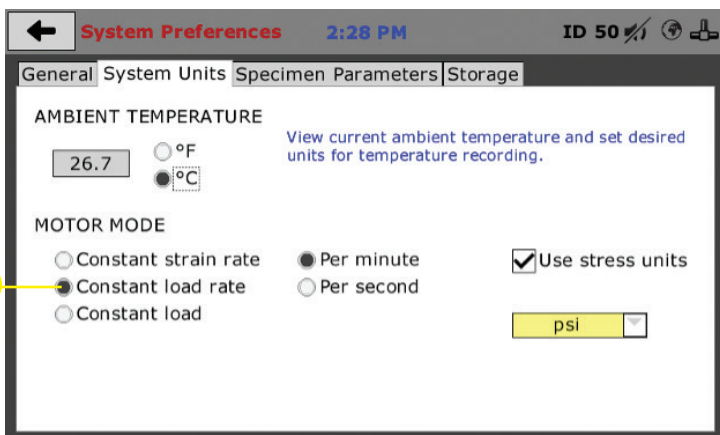 System Preferences 2:28 PM ID 50
General System Units Specimen Parameters Storage
AMBIENT TEMPERATURE
View current ambient temperature and set desired
units for temperature recording.
26.7
°F
°C
MOTOR MODE
Constant strain rate Per minute Use stress units
Constant load rate Per second
Constant load
psi